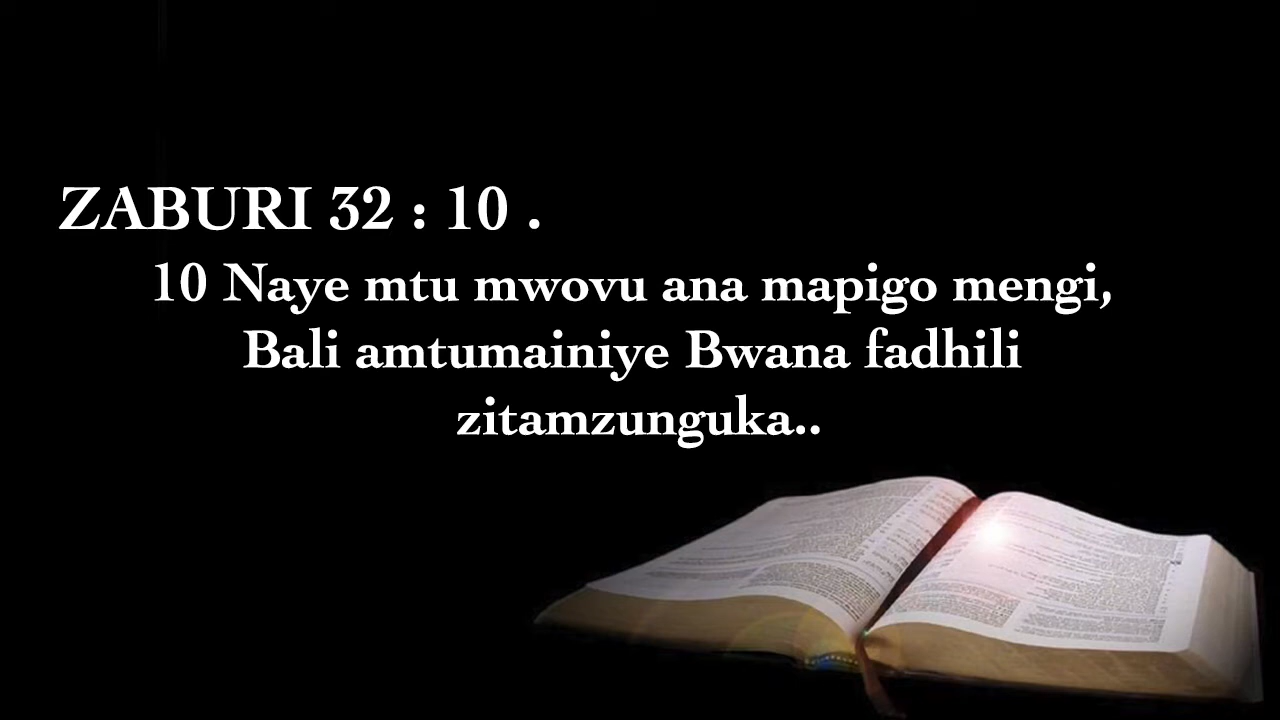 ZABURI 32 : 10 .
10 Naye mtu mwovu ana mapigo mengi,
Bali amtumainiye Bwana fadhili
zitamzunguka..